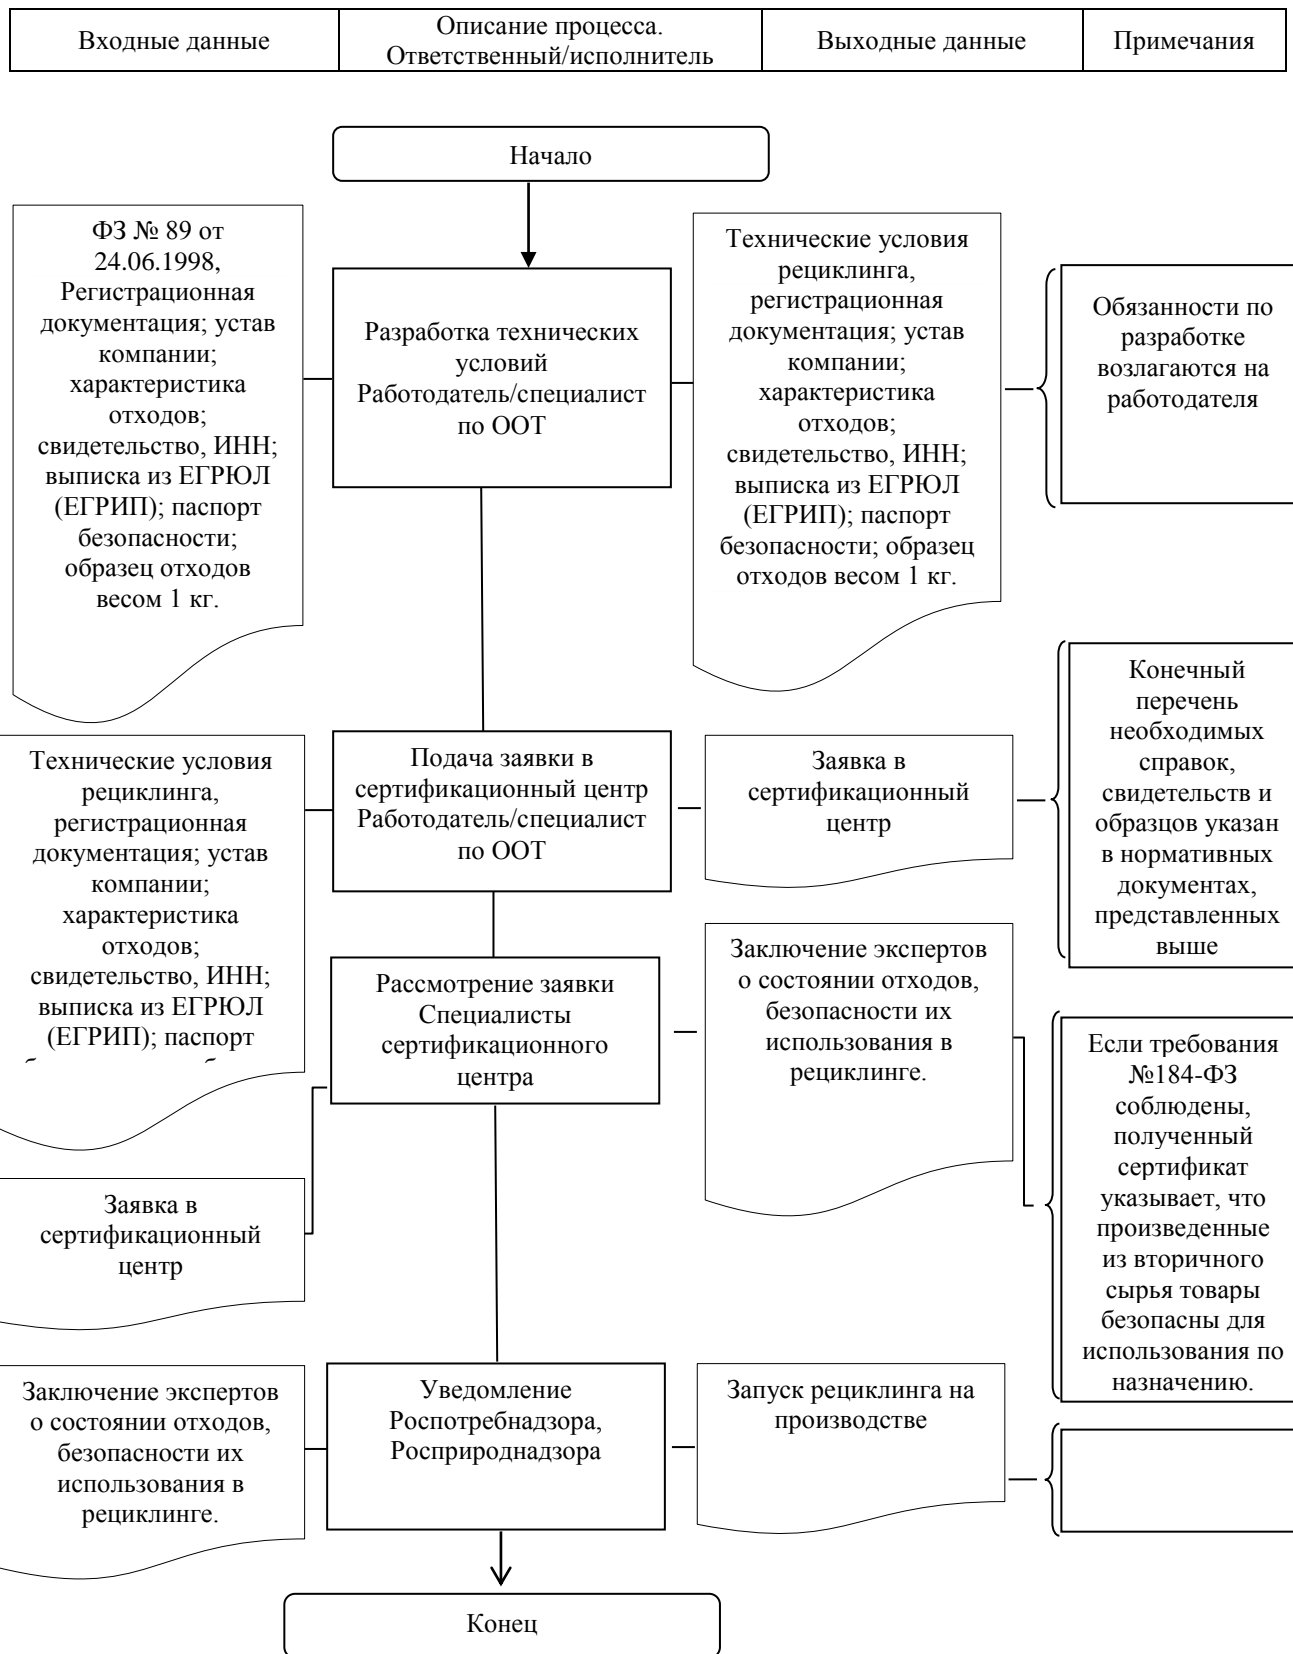 Входные данные
Описание процесса.
Ответственный/исполнитель
Выходные данные
Примечания
Начало
ФЗ № 89 от
24.06.1998,
Регистрационная
документация; устав
компании;
характеристика
отходов;
свидетельство, ИНН;
выписка из ЕГРЮЛ
(ЕГРИП); паспорт
безопасности;
образец отходов
весом 1 кг.
Разработка технических
условий
Работодатель/специалист
по ООТ
Технические условия
рециклинга,
регистрационная
документация; устав
компании;
характеристика
отходов;
свидетельство, ИНН;
выписка из ЕГРЮЛ
(ЕГРИП); паспорт
безопасности; образец
отходов весом 1 кг.
Обязанности по
разработке
возлагаются на
работодателя
Технические условия
рециклинга,
регистрационная
документация; устав
компании;
характеристика
отходов;
свидетельство, ИНН;
выписка из ЕГРЮЛ
(ЕГРИП); паспорт
Подача заявки в
сертификационный центр
Работодатель/специалист
по ООТ
Заявка в
сертификационный
центр
Конечный
перечень
необходимых
справок,
свидетельств и
образцов указан
в нормативных
документах,
представленных
выше
Заявка в
сертификационный
центр
Рассмотрение заявки
Специалисты
сертификационного
центра
Заключение экспертов
о состоянии отходов,
безопасности их
использования в
рециклинге.
Если требования
№184-ФЗ
соблюдены,
полученный
сертификат
указывает, что
произведенные
из вторичного
сырья товары
безопасны для
использования по
назначению.
Заключение экспертов
о состоянии отходов,
безопасности их
использования в
рециклинге.
Уведомление
Роспотребнадзора,
Росприроднадзора
Запуск рециклинга на
производстве
Конец